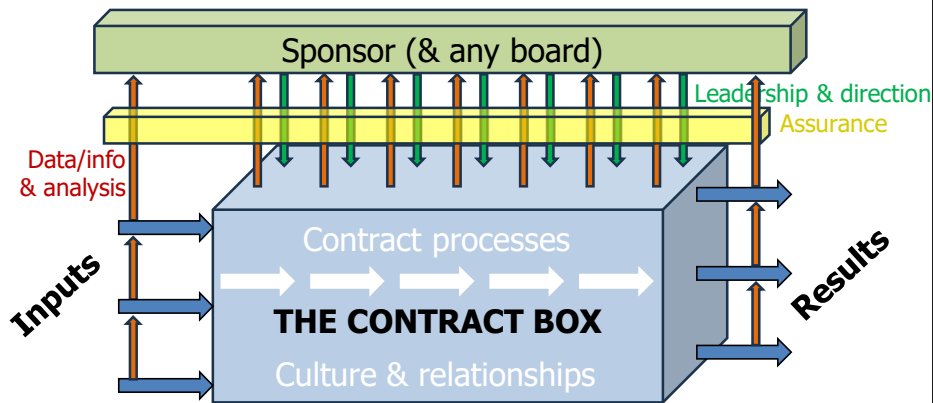 Sponsor (& any board)
Leadership & direction
Assurance
Data/info
& analysis
Inputs
Contract processes
THE CONTRACT BOX
Culture & relationships
Results